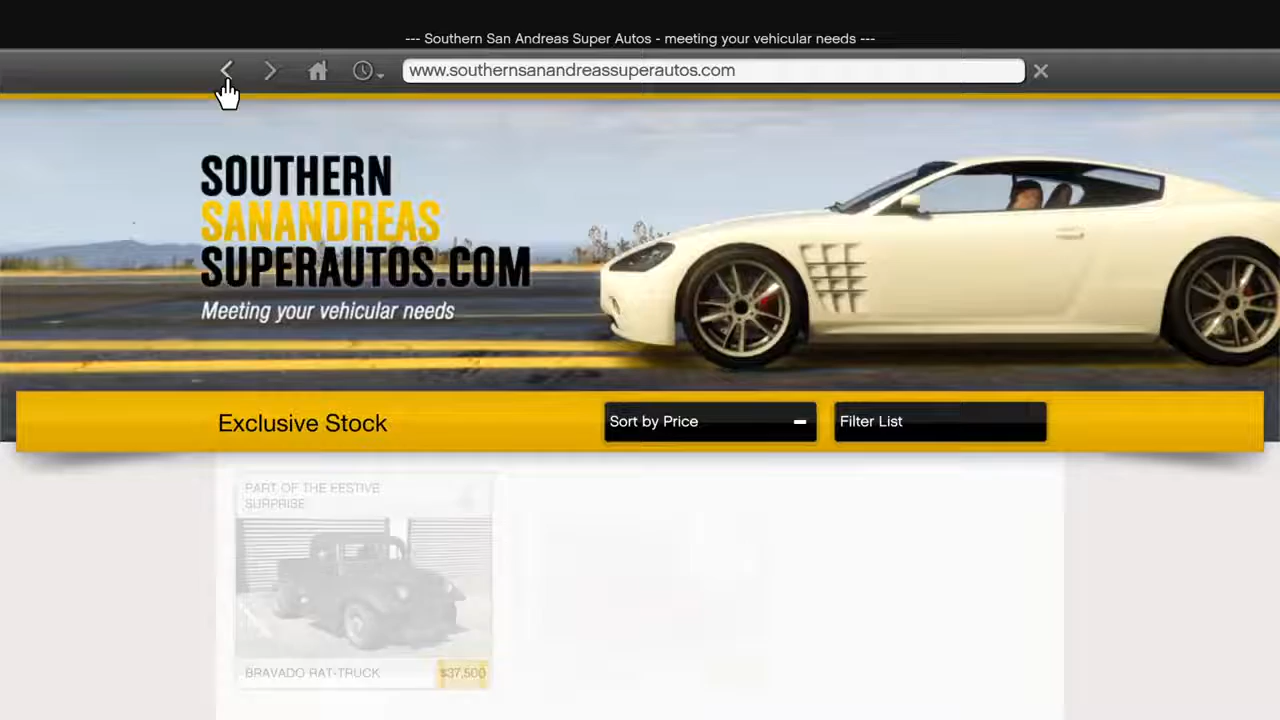 --- Southern San Andreas Super Autos - meeting your vehicular needs ---
www.southernsanandreassuperautos.com
SOUTHERN
SANANDREAS
SUPERAUTOS.COM
Meeting your vehicular needs
Exclusive Stock
Sort by Price
Filter List
PART OF THE FESTIVE
SURPRISE
BRAVADO RAT-TRUCK
$37,500